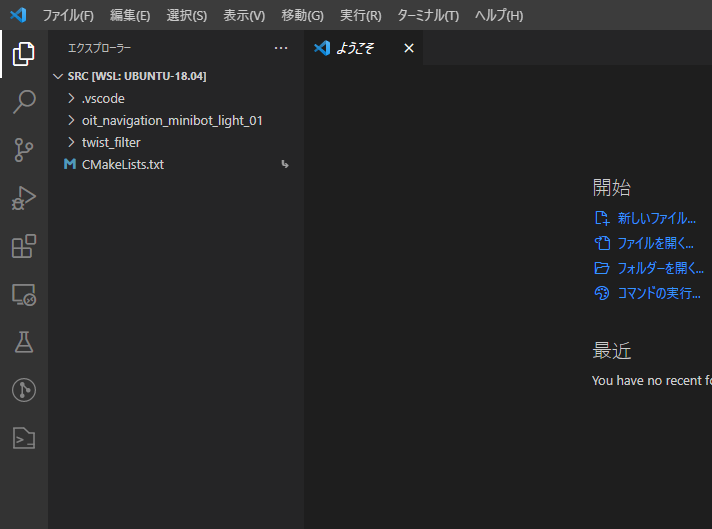 ファイル(F) 編集(E) 選択(S) 表示(V) 移動(G) 実行(R) ターミナル(T) ヘルプ(H)
エクスプローラー ···
ようこそ
SRC [WSL: UBUNTU-18.04]
.vscode
oit_navigation_minibot_light_01
twist_filter
CMakeLists.txt
開始
新しいファイル...
ファイルを開く...
フォルダーを開く...
コマンドの実行...
最近
You have no recent fo